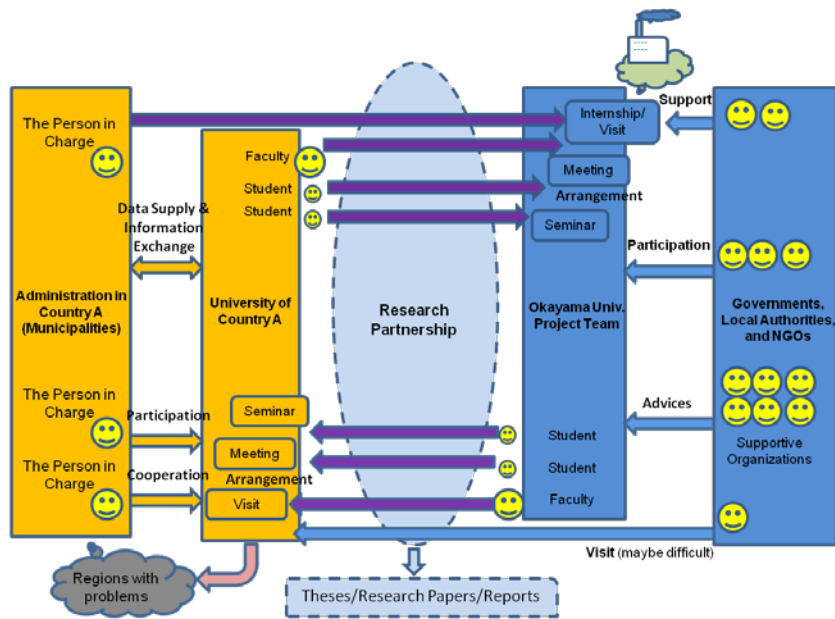 Support
Internship/
Visit
The Person in
Charge
Faculty
Meeting
Student
Arrangement
Student
Seminar
Data Supply &
Information
Exchange
Participation
Administration in
Country A
(Municipalities)
University of
Country A
Research
Partnership
Okayama Univ.
Project Team
Governments,
Local Authorities,
and NGOs
The Person in
Charge
Participation
Seminar
Advices
Student
Supportive
Organizations
The Person in
Charge
Cooperation
Meeting
Arrangement
Student
Visit
Faculty
Visit (maybe difficult)
Regions with
problems
Theses/Research Papers/Reports